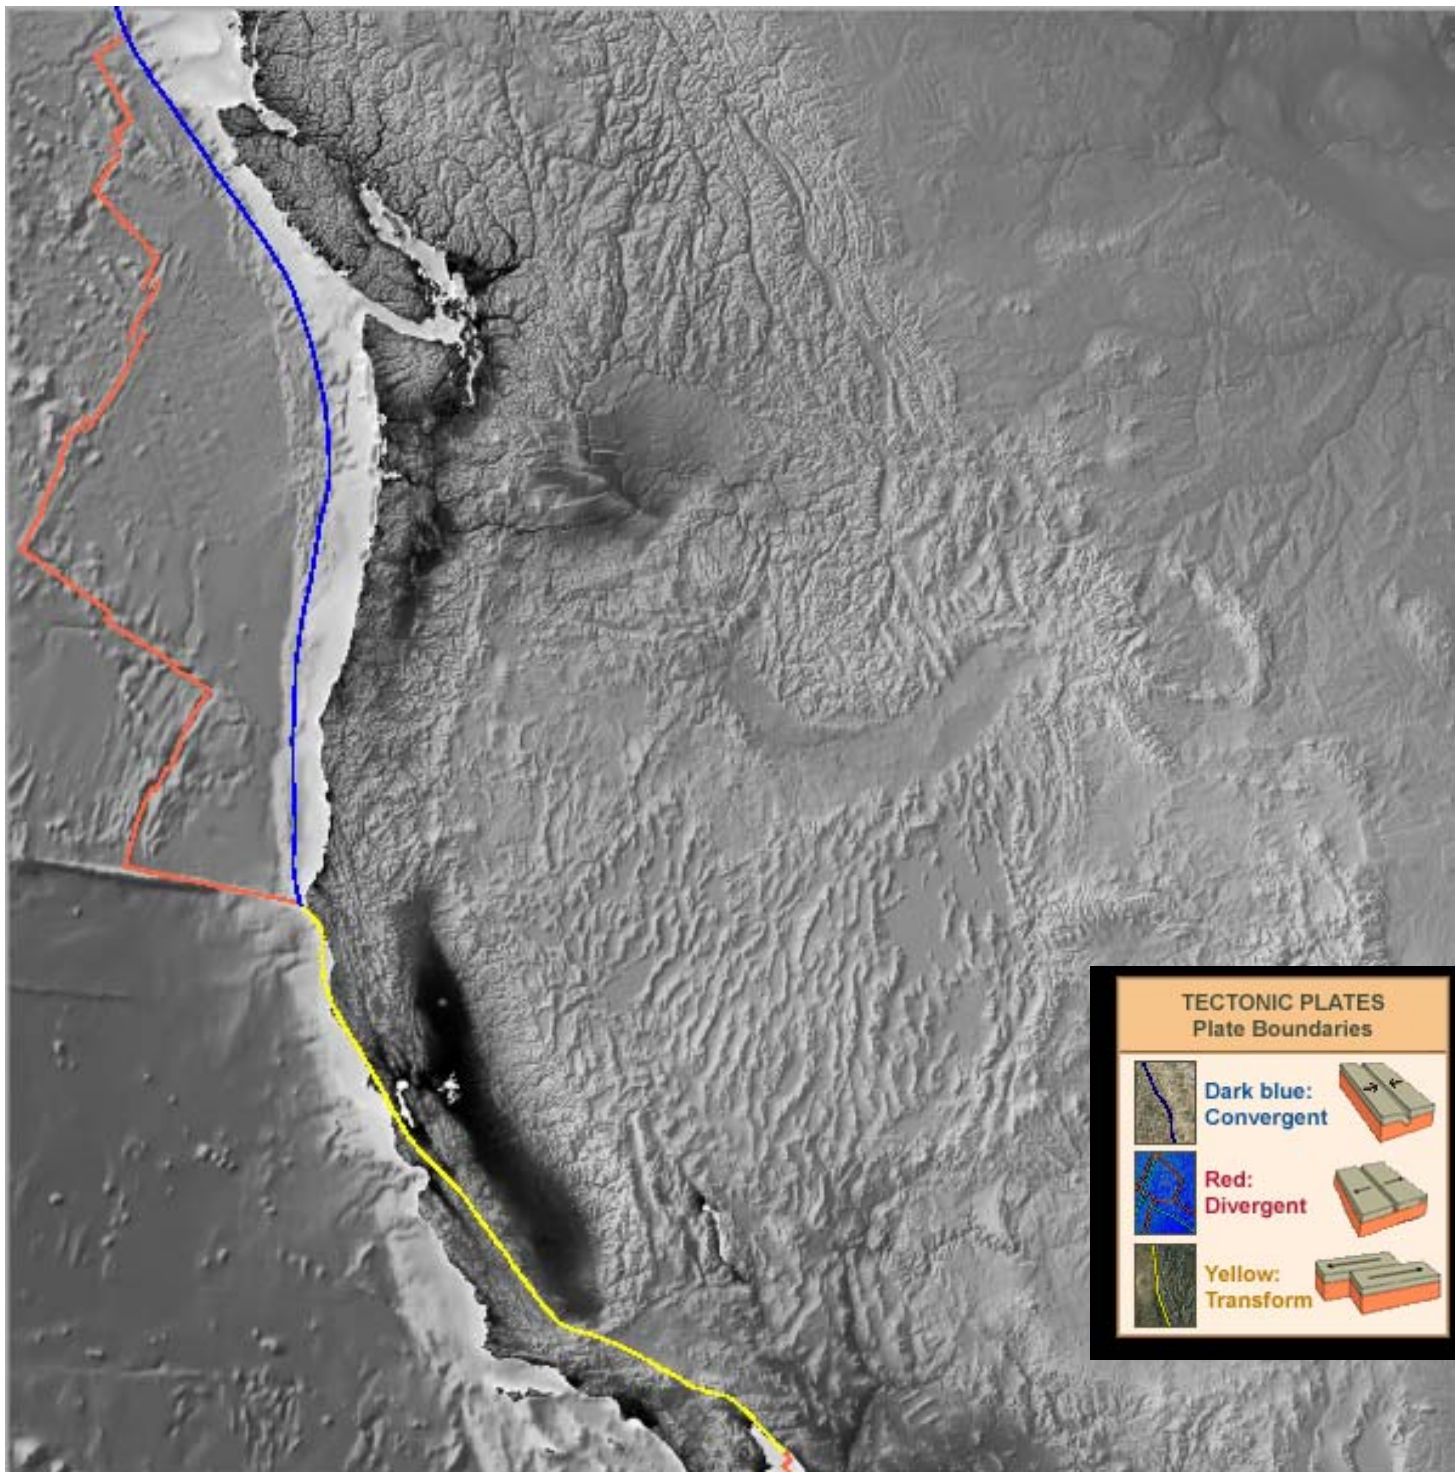 TECTONIC PLATES
Plate Boundaries
Dark blue:
Convergent
Red:
Divergent
Yellow:
Transform